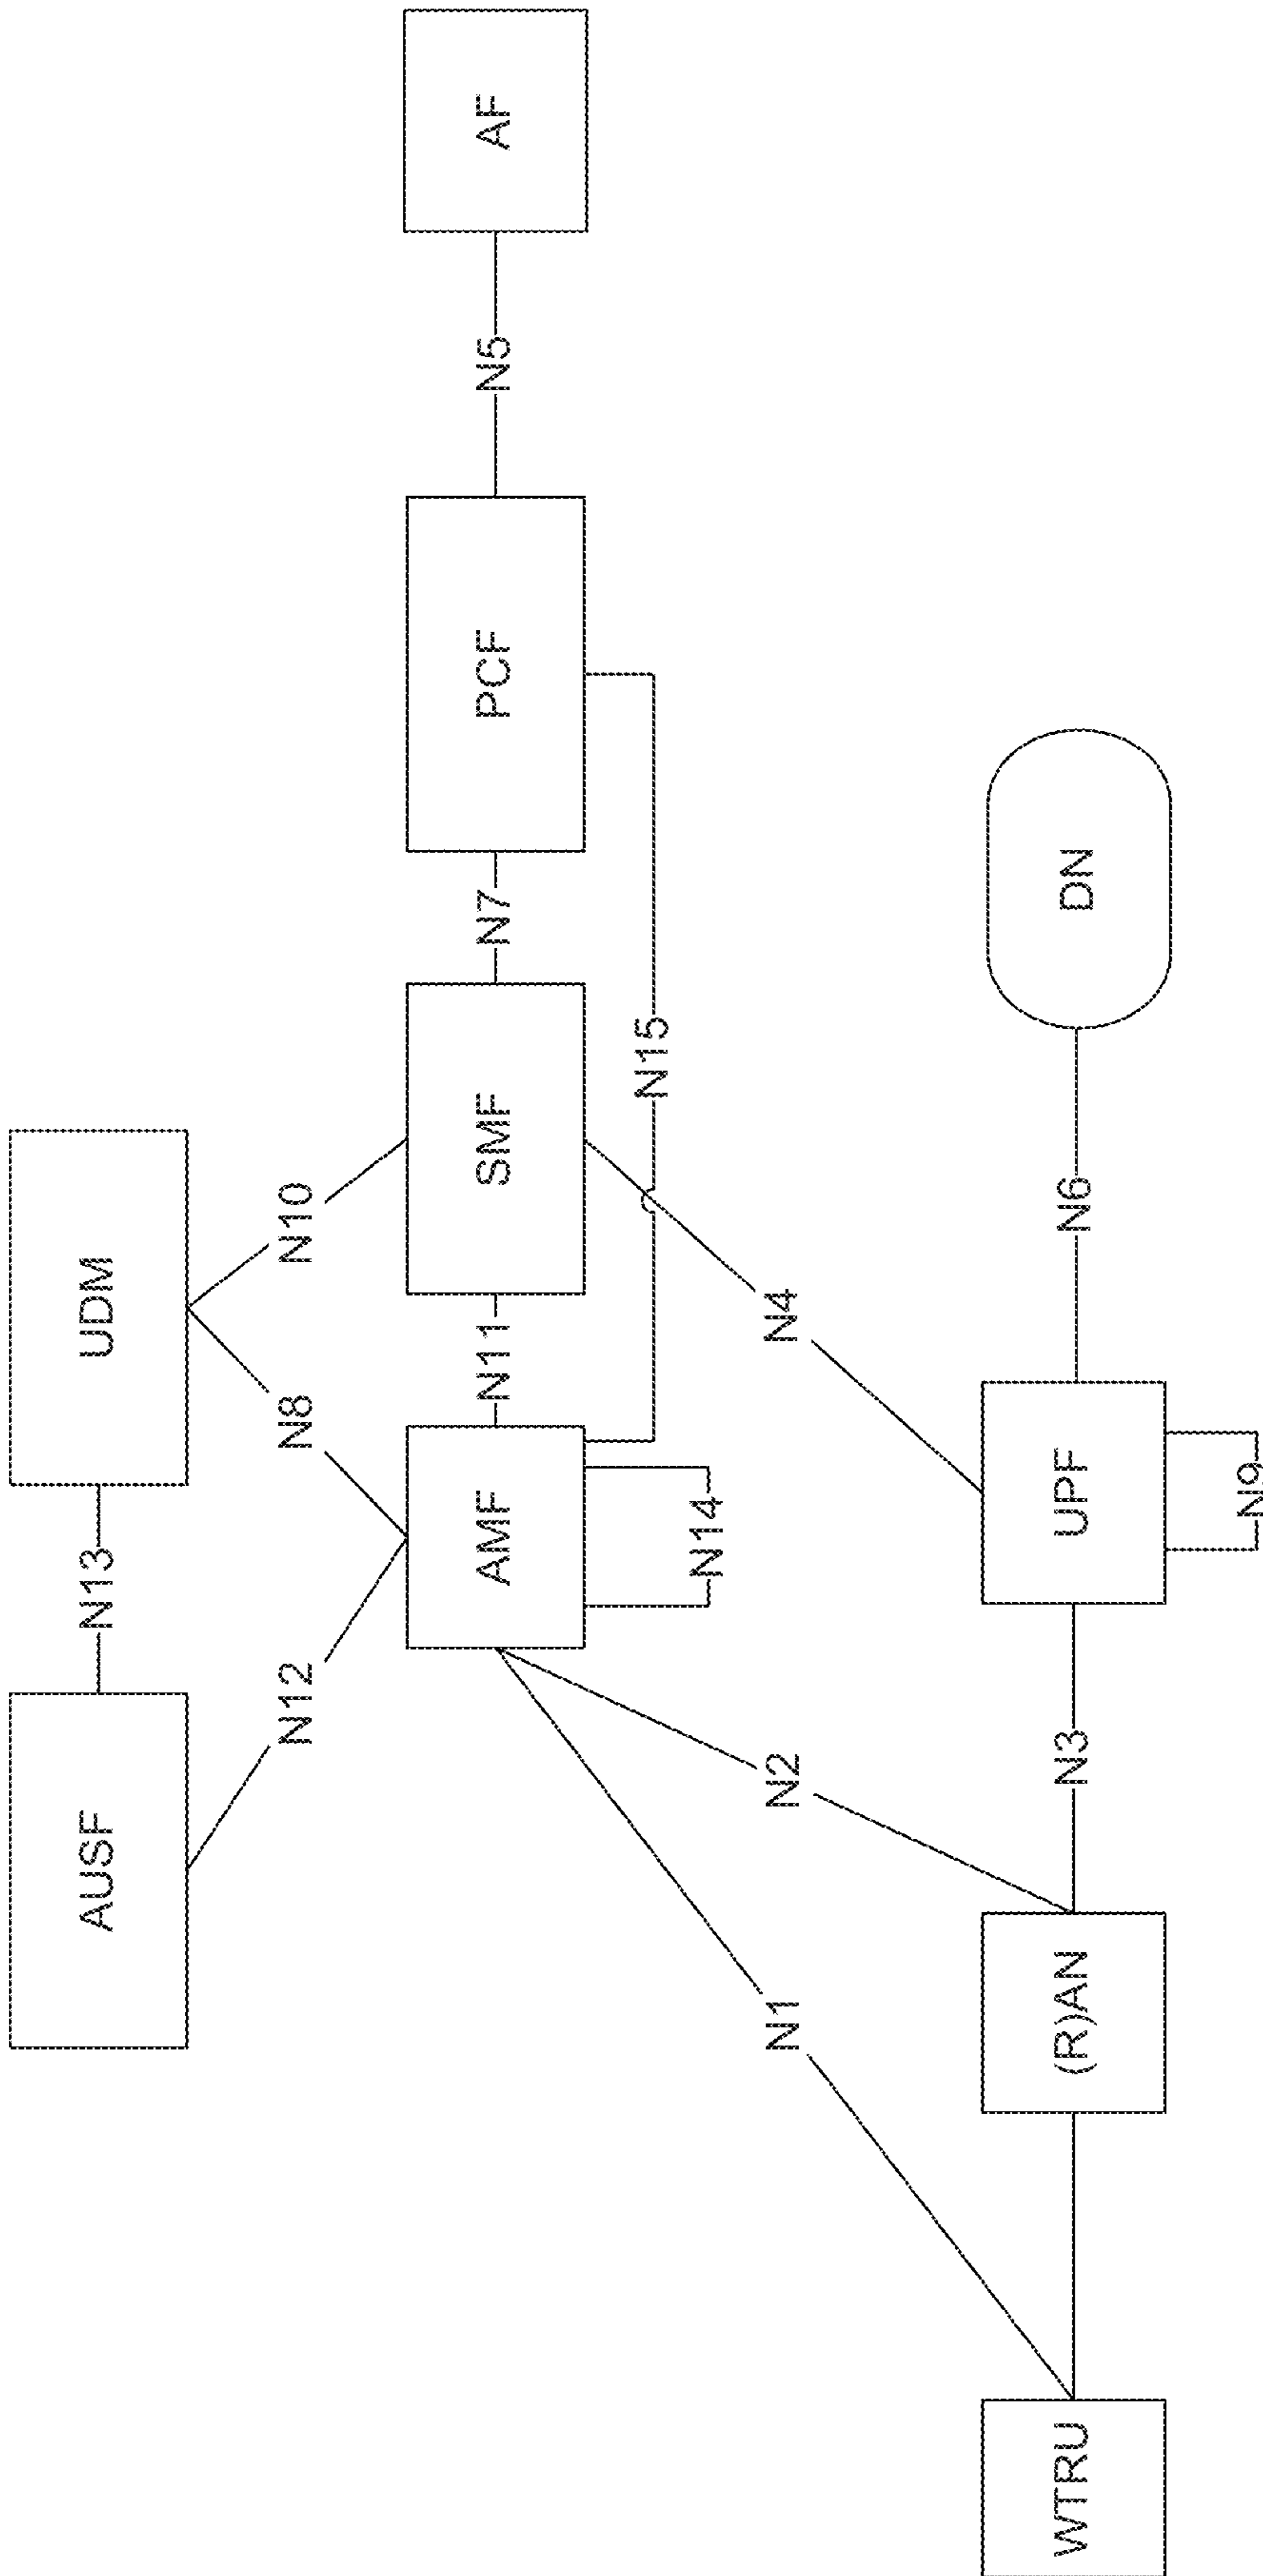 AUSF
N13
UDM
N12
N8
N10
AMF
N11
SMF
N7
PCF
N5
AF
N14
N15
N1
N2
N4
WTRU
(R)AN
N3
UPF
N6
DN
N9